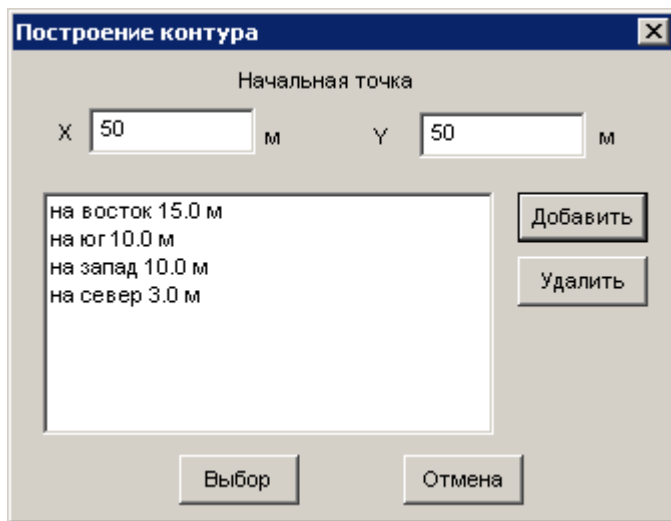 Построение контура
Начальная точка
X 50 м Y 50 м
на восток 15.0 м
на юг 10.0 м
на запад 10.0 м
на север 3.0 м
Добавить
Удалить
Выбор Отмена